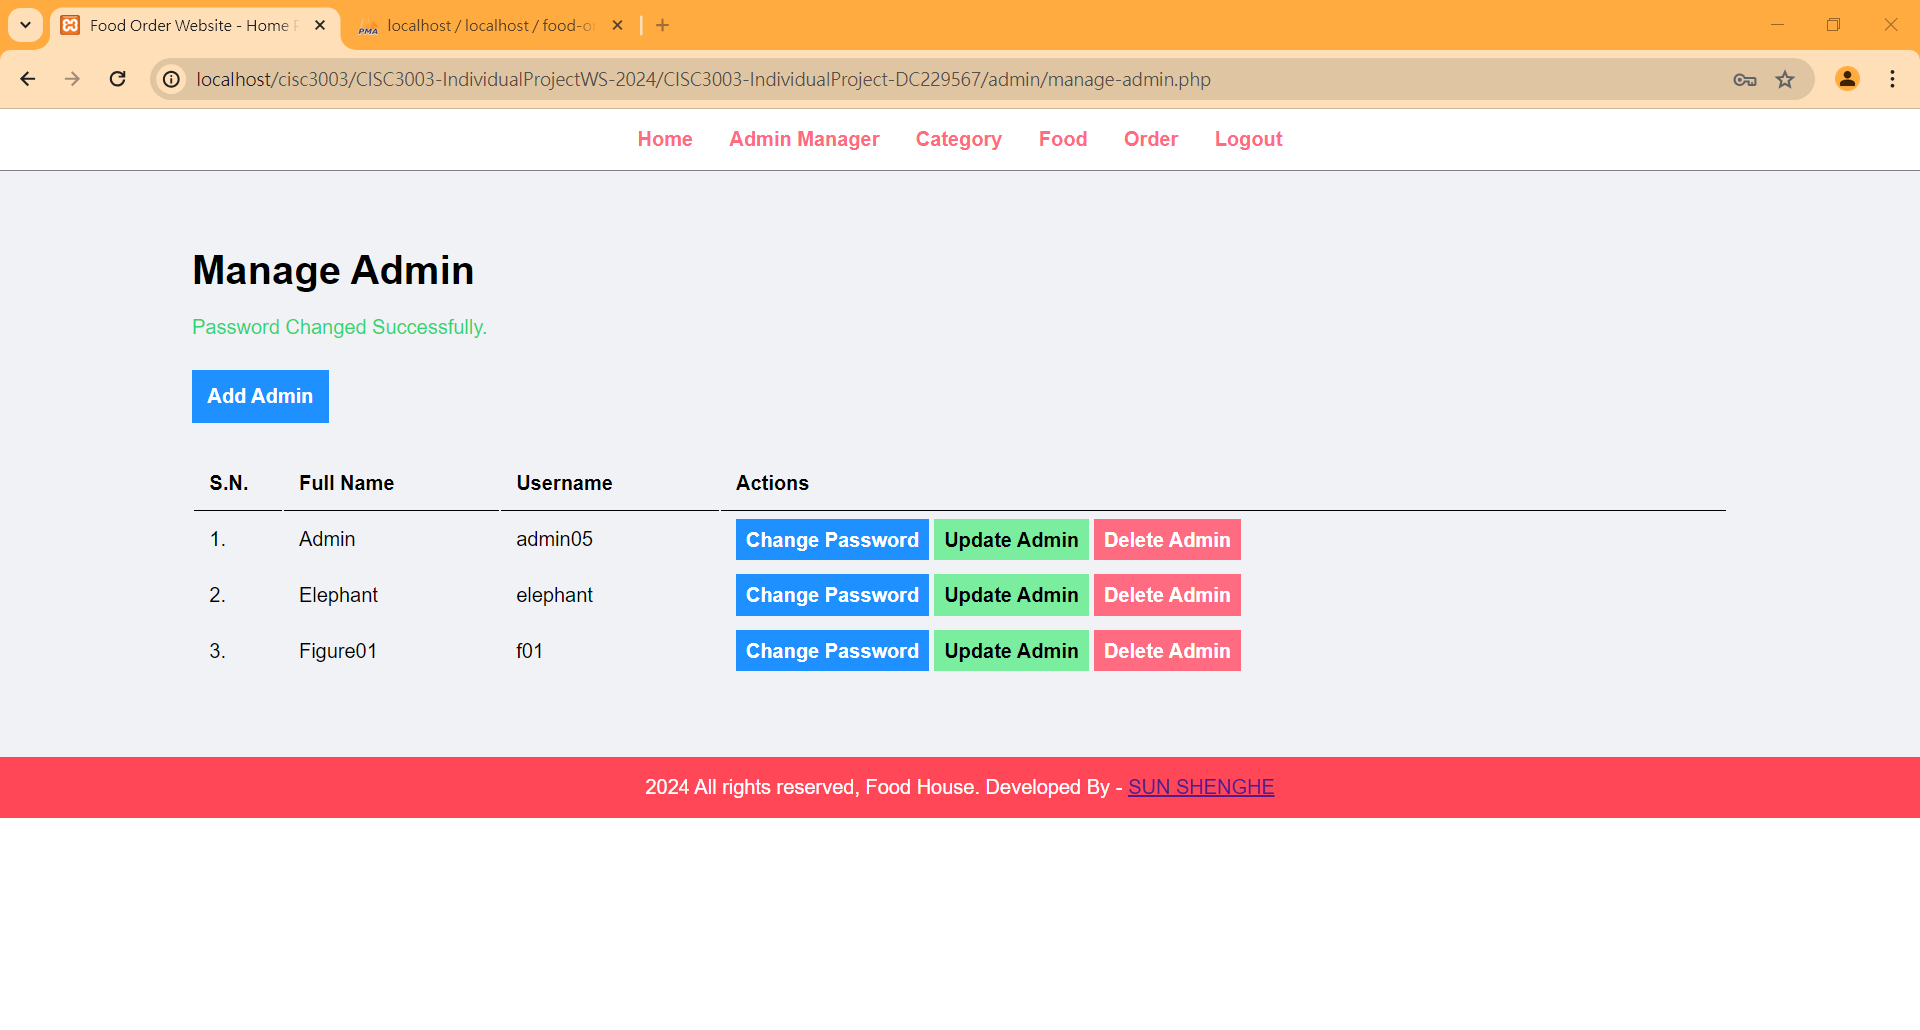 Food Order Website - Home
PMA localhost / localhost / food-o
localhost/cisc3003/CISC3003-IndividualProjectWS-2024/CISC3003-IndividualProject-DC229567/admin/manage-admin.php
Home Admin Manager Category Food Order Logout
Manage Admin
Password Changed Successfully.
Add Admin
S.N. Full Name Username Actions
1. Admin admin05 Change Password Update Admin Delete Admin
2. Elephant elephant Change Password Update Admin Delete Admin
3. Figure01 f01 Change Password Update Admin Delete Admin
2024 All rights reserved, Food House. Developed By - SUN SHENGHE